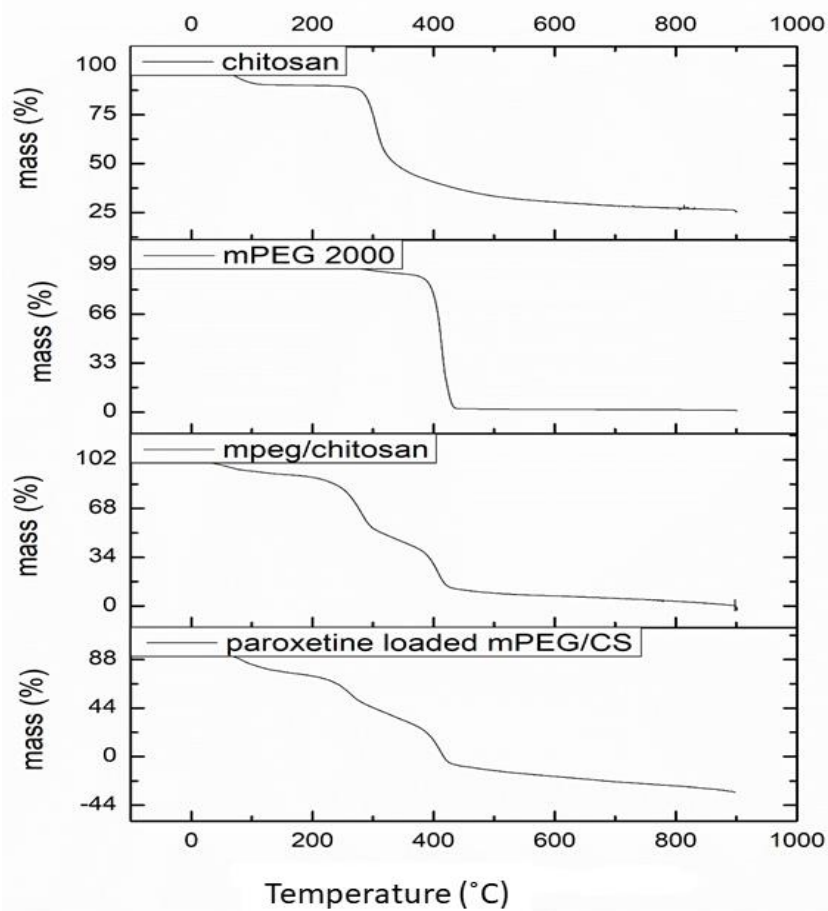 0 200 400 600 800 1000
chitosan
100
75
50
25
mass (%)
mPEG 2000
99
66
33
0
mass (%)
mpeg/chitosan
102
68
34
0
mass (%)
paroxetine loaded mPEG/CS
88
44
0
-44
mass (%)
0 200 400 600 800 1000
Temperature (˚C)